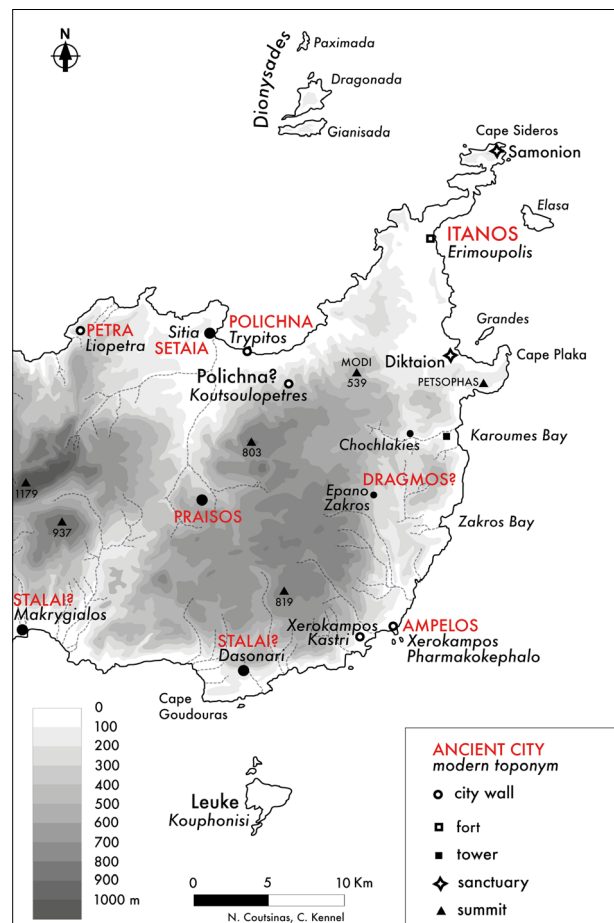 N
Dionysades
Paximada
Dragonada
Gianisada
Cape Sideros
Samonion
Elasa
ITANOS
Erimoupolis
PETRA
Liopetra
Sitia
SETAIA
POLICHNA
Trypitos
Grandes
Diktaion
Cape Plaka
MODI
539
PETSOPHAS
Polichna?
Koutsoulopetres
803
Chochlakies
Karoumes Bay
DRAGMOS?
1179
Epano
Zakros
PRAISOS
937
Zakros Bay
STALAI?
Makrygialos
819
Xerokampos
Kastri
AMPELOS
Xerokampos
Pharmakokephalo
STALAI?
Dasonari
Cape
Goudouras
0
100
200
300
400
500
600
700
800
900
1000 m
Leuke
Kouphonisi
0 5 10 Km
N. Coutsinas, C. Kennel
ANCIENT CITY
modern toponym
city wall
fort
tower
sanctuary
summit